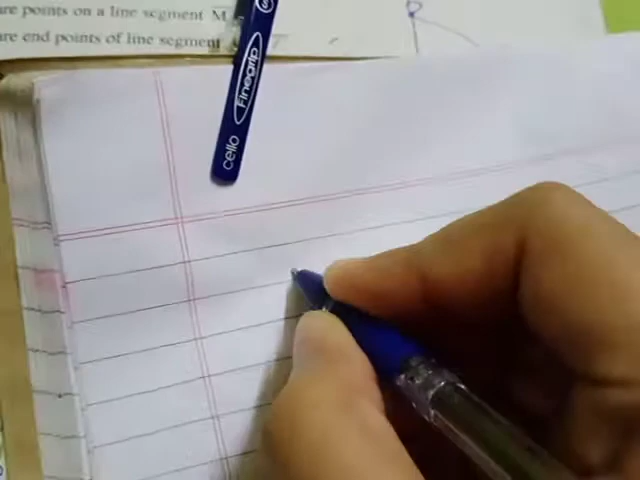 are points on a line segment M
are end points of line segment
cello Finegrip